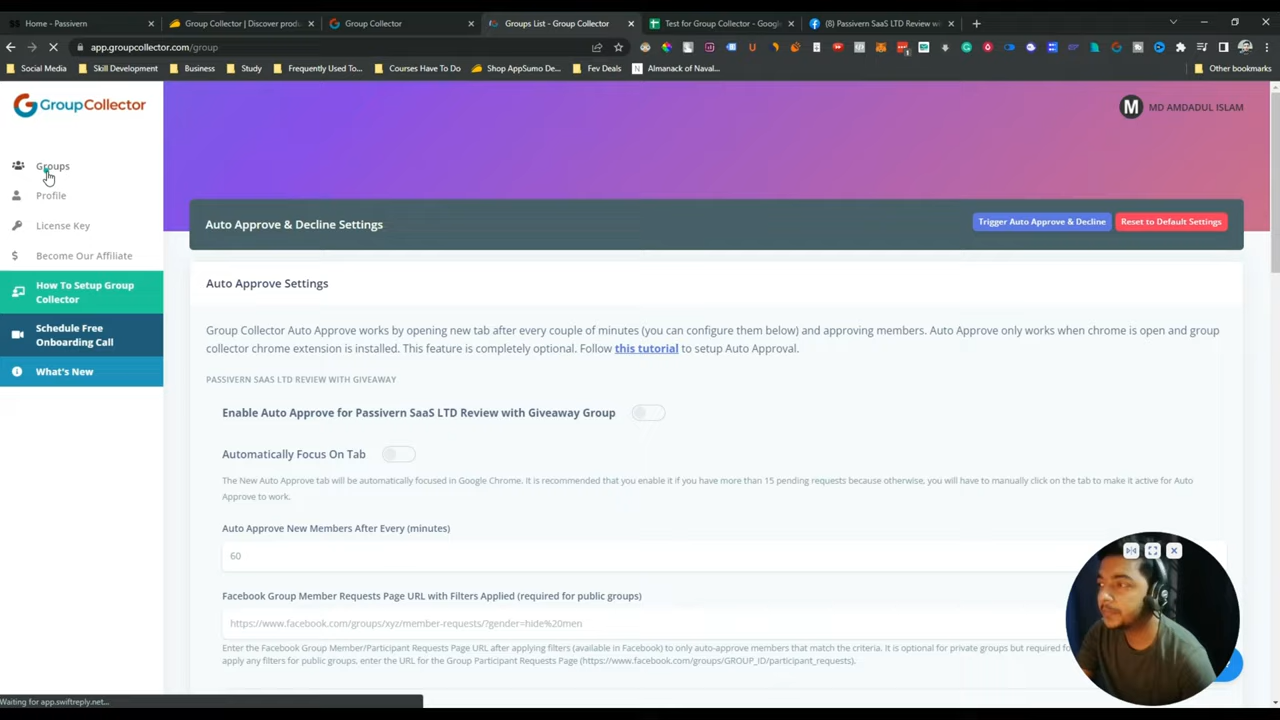 Home - Passivern
Group Collector | Discover prod
Group Collector
Groups List - Group Collector
Test for Group Collector - Google
(8) Passivern SaaS LTD Review w
app.groupcollector.com/group
Social Media
Skill Development
Business
Study
Frequently Used To...
Courses Have To Do
Shop AppSumo De...
Fev Deals
Almanack of Naval...
Other bookmarks
GroupCollector
M MD AMDADUL ISLAM
Groups
Profile
License Key
Become Our Affiliate
How To Setup Group
Collector
Schedule Free
Onboarding Call
What's New
Auto Approve & Decline Settings
Trigger Auto Approve & Decline
Reset to Default Settings
Auto Approve Settings
Group Collector Auto Approve works by opening new tab after every couple of minutes (you can configure them below) and approving members. Auto Approve only works when chrome is open and group
collector chrome extension is installed. This feature is completely optional. Follow this tutorial to setup Auto Approval.
PASSIVERN SAAS LTD REVIEW WITH GIVEAWAY
Enable Auto Approve for Passivern SaaS LTD Review with Giveaway Group
Automatically Focus On Tab
The New Auto Approve tab will be automatically focused in Google Chrome. It is recommended that you enable it if you have more than 15 pending requests because otherwise, you will have to manually click on the tab to make it active for Auto
Approve to work.
Auto Approve New Members After Every (minutes)
60
Facebook Group Member Requests Page URL with Filters Applied (required for public groups)
https://www.facebook.com/groups/xyz/member-requests/?gender=hide%20men
Enter the Facebook Group Member/Participant Requests Page URL after applying filters (available in Facebook) to only auto-approve members that match the criteria. It is optional for private groups but required fo
apply any filters for public groups, enter the URL for the Group Participant Requests Page (https://www.facebook.com/groups/GROUP_ID/participant_requests).
Waiting for app.swiftreply.net...